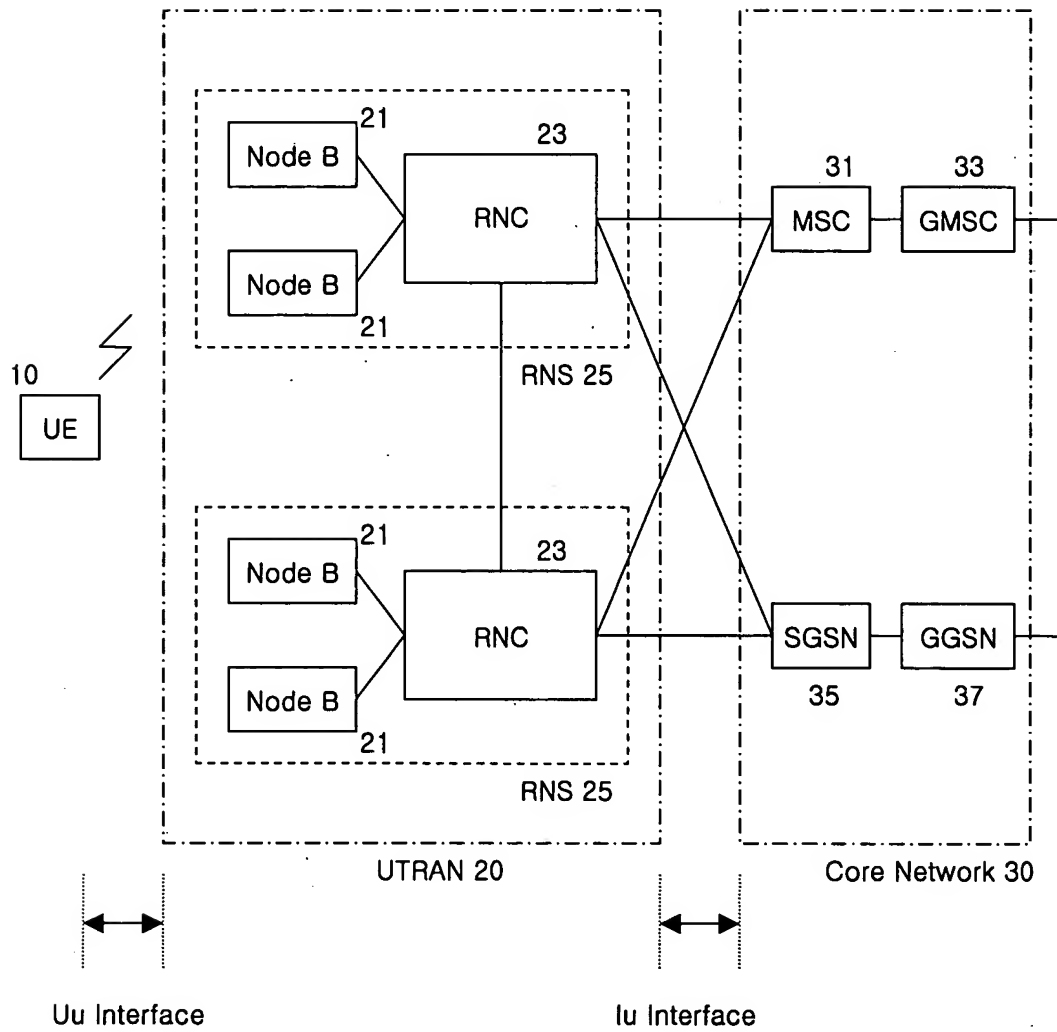 21
Node B
23
RNC
Node B
21
RNS 25
31
33
MSC
GMSC
10
UE
21
Node B
23
RNC
Node B
21
RNS 25
SGSN
GGSN
35
37
UTRAN 20
Core Network 30
Uu Interface
Iu Interface